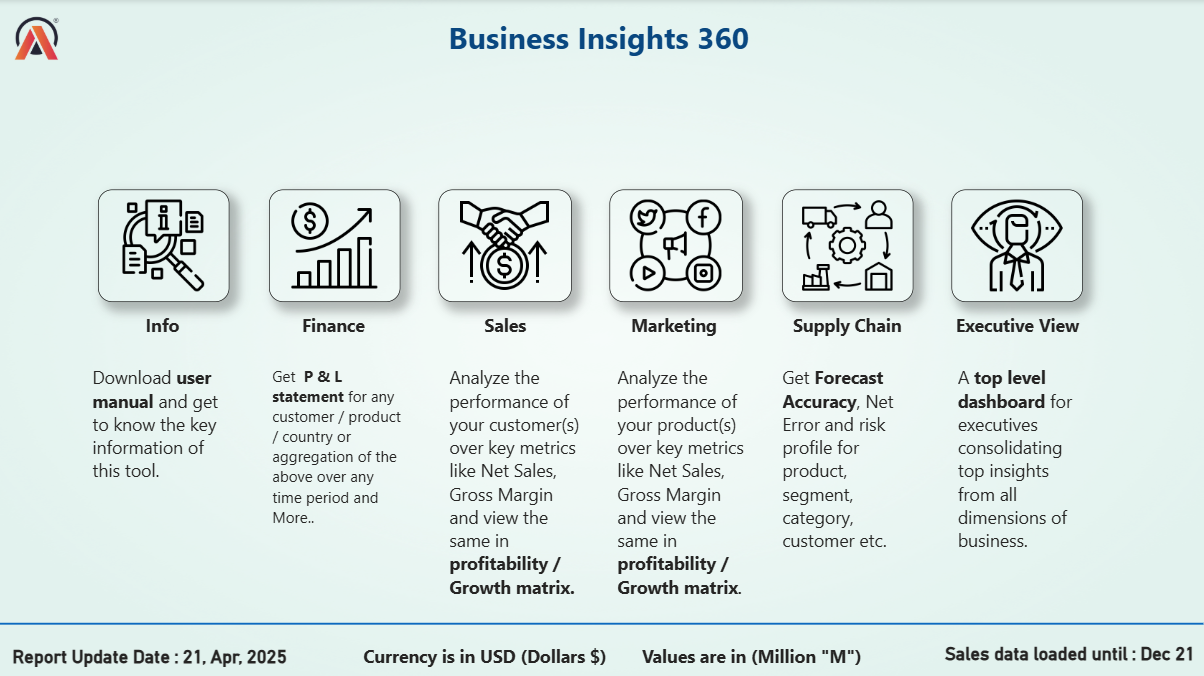 Business Insights 360
Info
Download user
manual and get
to know the key
information of
this tool.
Finance
Get P & L
statement for any
customer / product
/ country or
aggregation of the
above over any
time period and
More..
Sales
Analyze the
performance of
your customer(s)
over key metrics
like Net Sales,
Gross Margin
and view the
same in
profitability /
Growth matrix.
Marketing
Analyze the
performance of
your product(s)
over key metrics
like Net Sales,
Gross Margin
and view the
same in
profitability /
Growth matrix.
Supply Chain
Get Forecast
Accuracy, Net
Error and risk
profile for
product,
segment,
category,
customer etc.
Executive View
A top level
dashboard for
executives
consolidating
top insights
from all
dimensions of
business.
Report Update Date : 21, Apr, 2025
Currency is in USD (Dollars $)
Values are in (Million "M")
Sales data loaded until : Dec 21